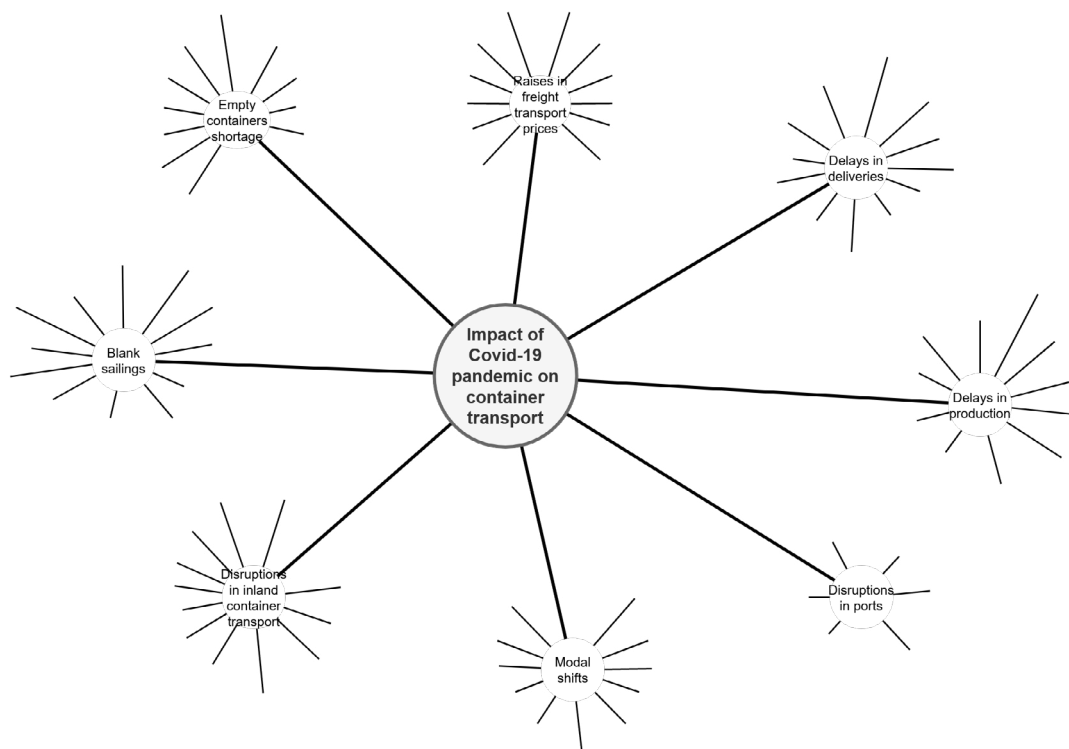 Empty
containers
shortage
Raises in
freight
transport
prices
Delays in
deliveries
Blank
sailings
Impact of
Covid-19
pandemic on
container
transport
Delays in
production
Disruptions
in inland
container
transport
Modal
shifts
Disruptions
in ports